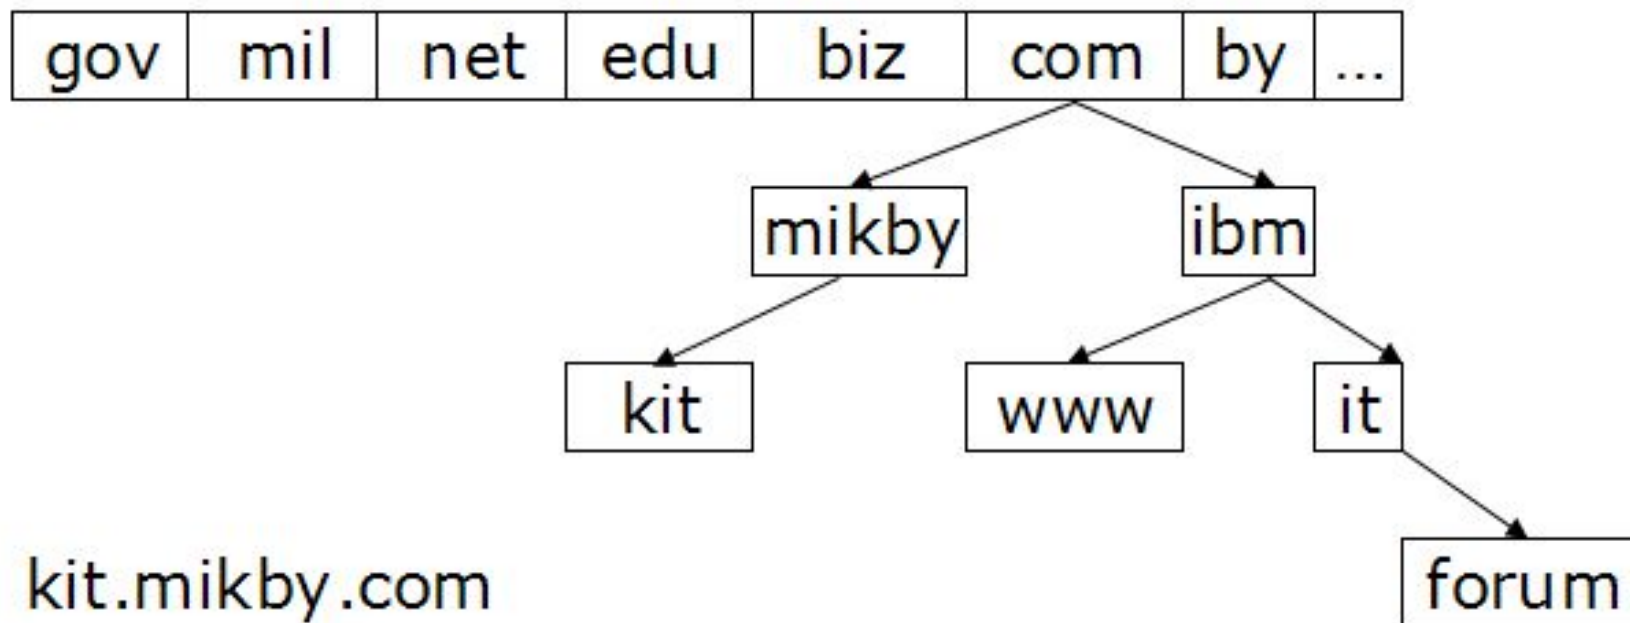 gov mil net edu biz com by ...
mikby ibm
kit www it
kit.mikby.com forum